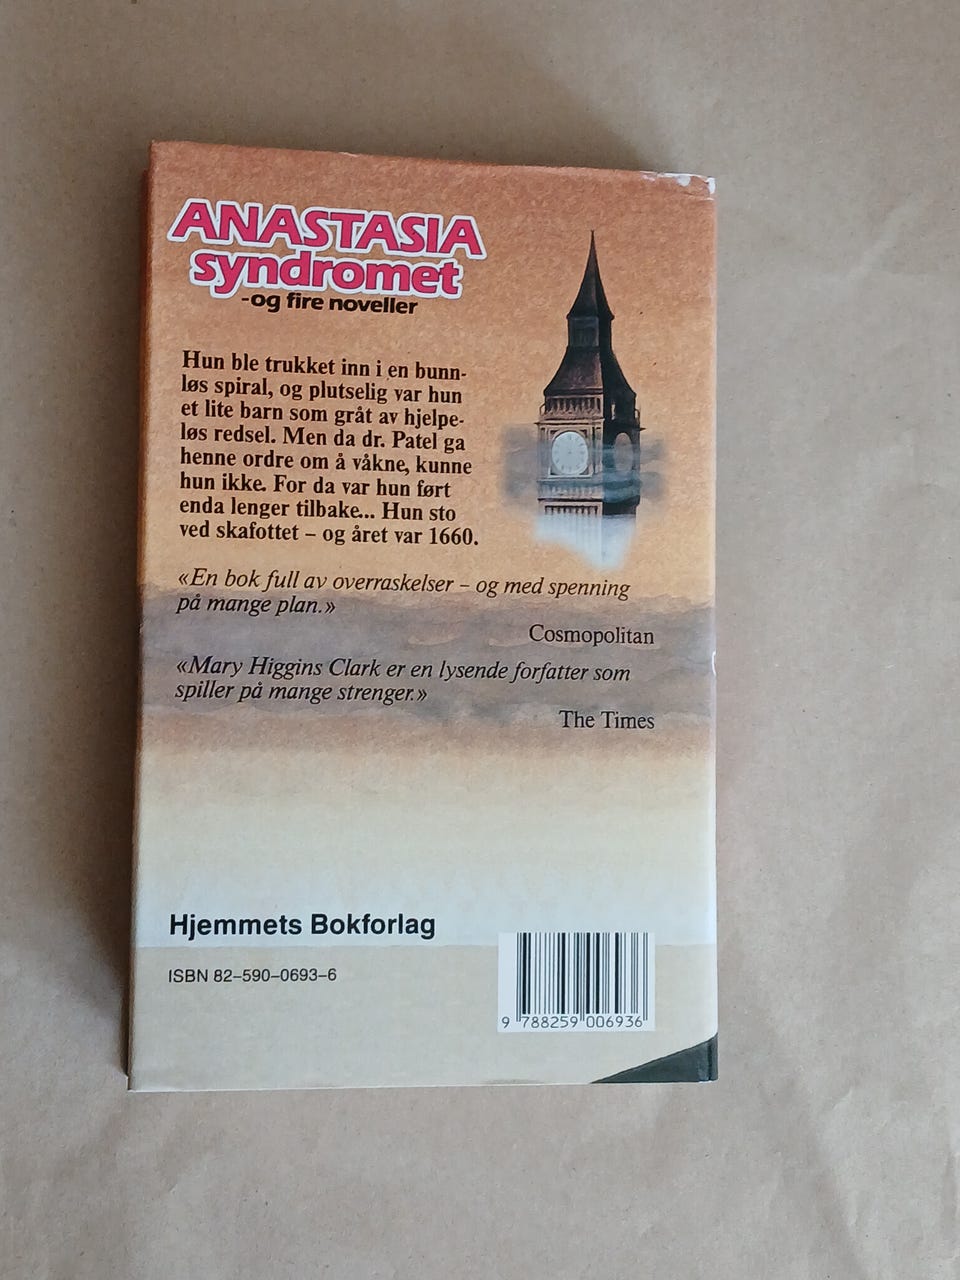 ANASTASIA
syndromet
-og fire noveller
Hun ble trukket inn i en bunn-
løs spiral, og plutselig var hun
et lite barn som gråt av hjelpe-
løs redsel. Men da dr. Patel ga
henne ordre om å våkne, kunne
hun ikke. For da var hun ført
enda lenger tilbake... Hun sto
ved skafottet – og året var 1660.
«En bok full av overraskelser – og med spenning
på mange plan.»
Cosmopolitan
«Mary Higgins Clark er en lysende forfatter som
spiller på mange strenger.»
The Times
Hjemmets Bokforlag
ISBN 82–590–0693–6
9 788259 006936